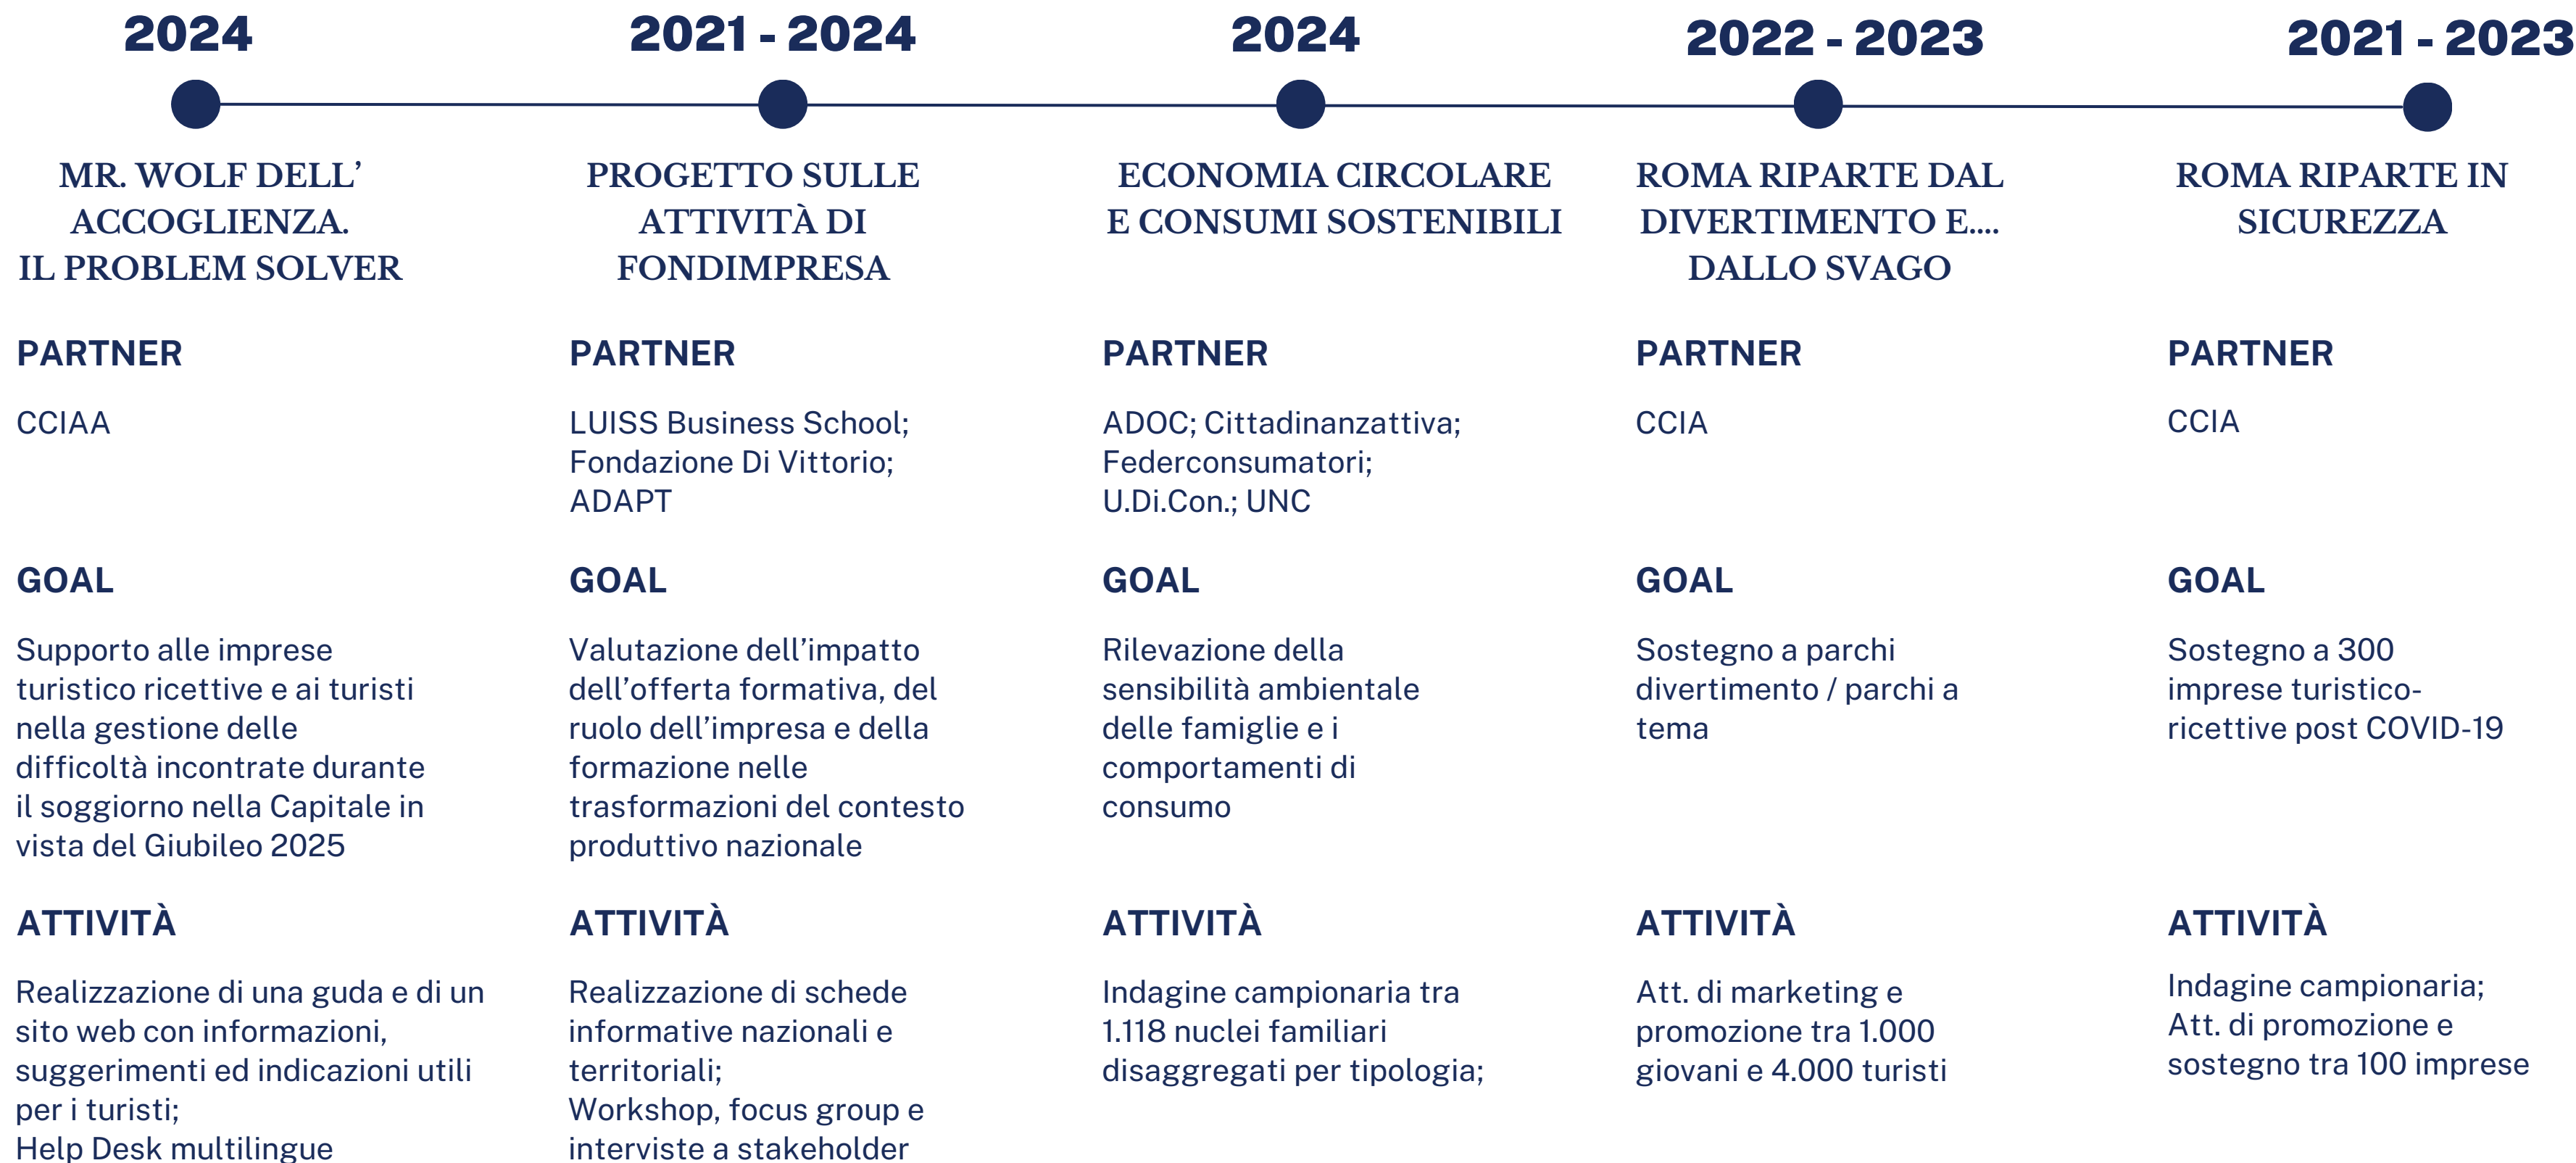 2024
MR. WOLF DELL’
ACCOGLIENZA.
IL PROBLEM SOLVER
PARTNER
CCIAA
GOAL
Supporto alle imprese
turistico ricettive e ai turisti
nella gestione delle
difficoltà incontrate durante
il soggiorno nella Capitale in
vista del Giubileo 2025
ATTIVITÀ
Realizzazione di una guda e di un
sito web con informazioni,
suggerimenti ed indicazioni utili
per i turisti;
Help Desk multilingue
2021 - 2024
PROGETTO SULLE
ATTIVITÀ DI
FONDIMPRESA
PARTNER
LUISS Business School;
Fondazione Di Vittorio;
ADAPT
GOAL
Valutazione dell’impatto
dell’offerta formativa, del
ruolo dell’impresa e della
formazione nelle
trasformazioni del contesto
produttivo nazionale
ATTIVITÀ
Realizzazione di schede
informative nazionali e
territoriali;
Workshop, focus group e
interviste a stakeholder
2024
ECONOMIA CIRCOLARE
E CONSUMI SOSTENIBILI
PARTNER
ADOC; Cittadinanzattiva;
Federconsumatori;
U.Di.Con.; UNC
GOAL
Rilevazione della
sensibilità ambientale
delle famiglie e i
comportamenti di
consumo
ATTIVITÀ
Indagine campionaria tra
1.118 nuclei familiari
disaggregati per tipologia;
2022 - 2023
ROMA RIPARTE DAL
DIVERTIMENTO E....
DALLO SVAGO
PARTNER
CCIA
GOAL
Sostegno a parchi
divertimento / parchi a
tema
ATTIVITÀ
Att. di marketing e
promozione tra 1.000
giovani e 4.000 turisti
2021 - 2023
ROMA RIPARTE IN
SICUREZZA
PARTNER
CCIA
GOAL
Sostegno a 300
imprese turistico-
ricettive post COVID-19
ATTIVITÀ
Indagine campionaria;
Att. di promozione e
sostegno tra 100 imprese